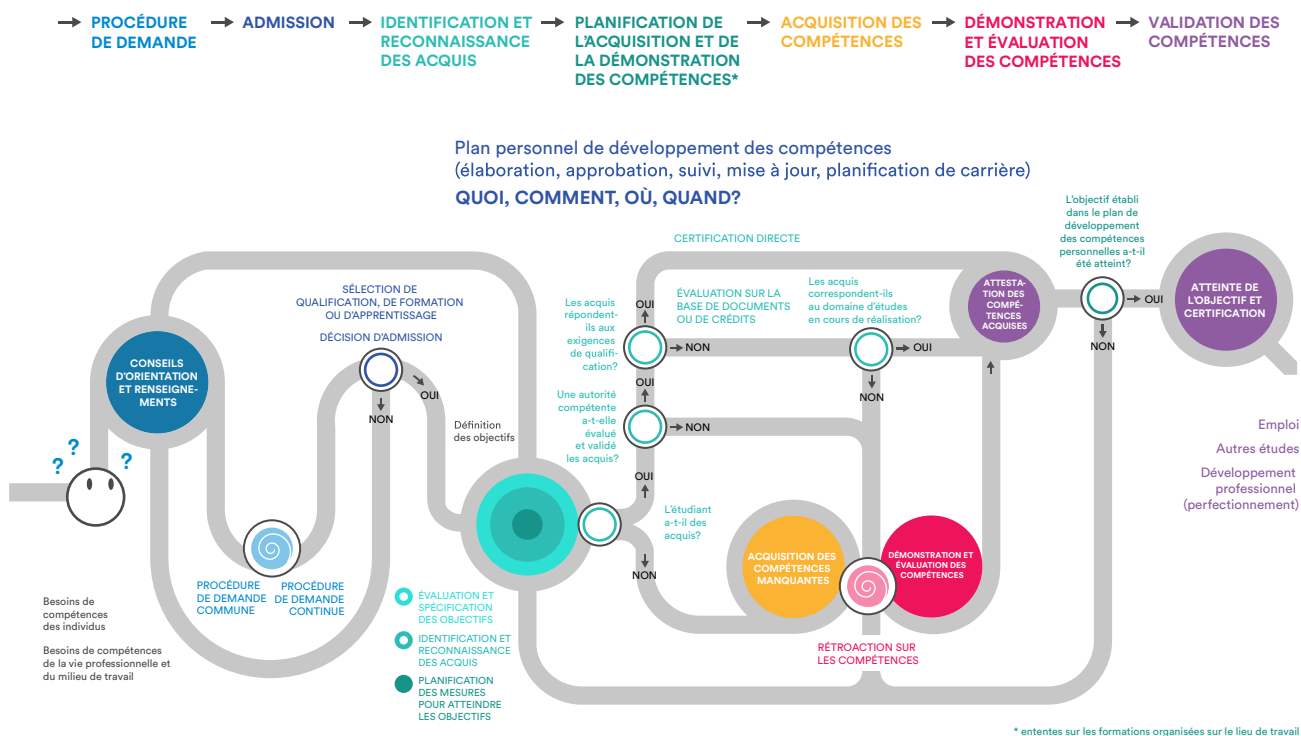 PROCÉDURE
DE DEMANDE
ADMISSION
IDENTIFICATION ET
RECONNAISSANCE
DES ACQUIS
PLANIFICATION DE
L'ACQUISITION ET DE
LA DÉMONSTRATION
DES COMPÉTENCES*
ACQUISITION DES
COMPÉTENCES
DÉMONSTRATION
ET ÉVALUATION
DES COMPÉTENCES
VALIDATION DES
COMPÉTENCES
Plan personnel de développement des compétences
(élaboration, approbation, suivi, mise à jour, planification de carrière)
QUOI, COMMENT, OÙ, QUAND?
L'objectif établi
dans le plan de
développement
des compétences
personnelles a-t-il
été atteint?
CERTIFICATION DIRECTE
SÉLECTION DE
QUALIFICATION, DE FORMATION
OU D'APPRENTISSAGE
DÉCISION D'ADMISSION
Les acquis
répondent-
ils aux
exigences
de qualifi-
cation?
OUI
ÉVALUATION SUR LA
BASE DE DOCUMENTS
OU DE CRÉDITS
Les acquis
correspondent-ils
au domaine d'études
en cours de réalisation?
ATTESTA-
TION DES
COMPÉ-
TENCES
ACQUISES
OUI
NON
ATTEINTE DE
L'OBJECTIF ET
CERTIFICATION
NON
OUI
NON
CONSEILS
D'ORIENTATION
ET RENSEIGNE-
MENTS
OUI
NON
Définition
des objectifs
Une autorité
compétente
a-t-elle
évalué
et validé
les acquis?
OUI
NON
OUI
L'étudiant
a-t-il des
acquis?
NON
? ? ?
Emploi
Autres études
Développement
professionnel
(perfectionnement)
ACQUISITION DES
COMPÉTENCES
MANQUANTES
DÉMONSTRATION ET
ÉVALUATION DES
COMPÉTENCES
RÉTROACTION SUR
LES COMPÉTENCES
PROCÉDURE
DE DEMANDE
COMMUNE
PROCÉDURE
DE DEMANDE
CONTINUE
Besoins de
compétences
des individus
Besoins de compétences
de la vie professionnelle et
du milieu de travail
ÉVALUATION ET
SPÉCIFICATION
DES OBJECTIFS
IDENTIFICATION ET
RECONNAISSANCE
DES ACQUIS
PLANIFICATION
DES MESURES
POUR ATTEINDRE
LES OBJECTIFS
* ententes sur les formations organisées sur le lieu de travail